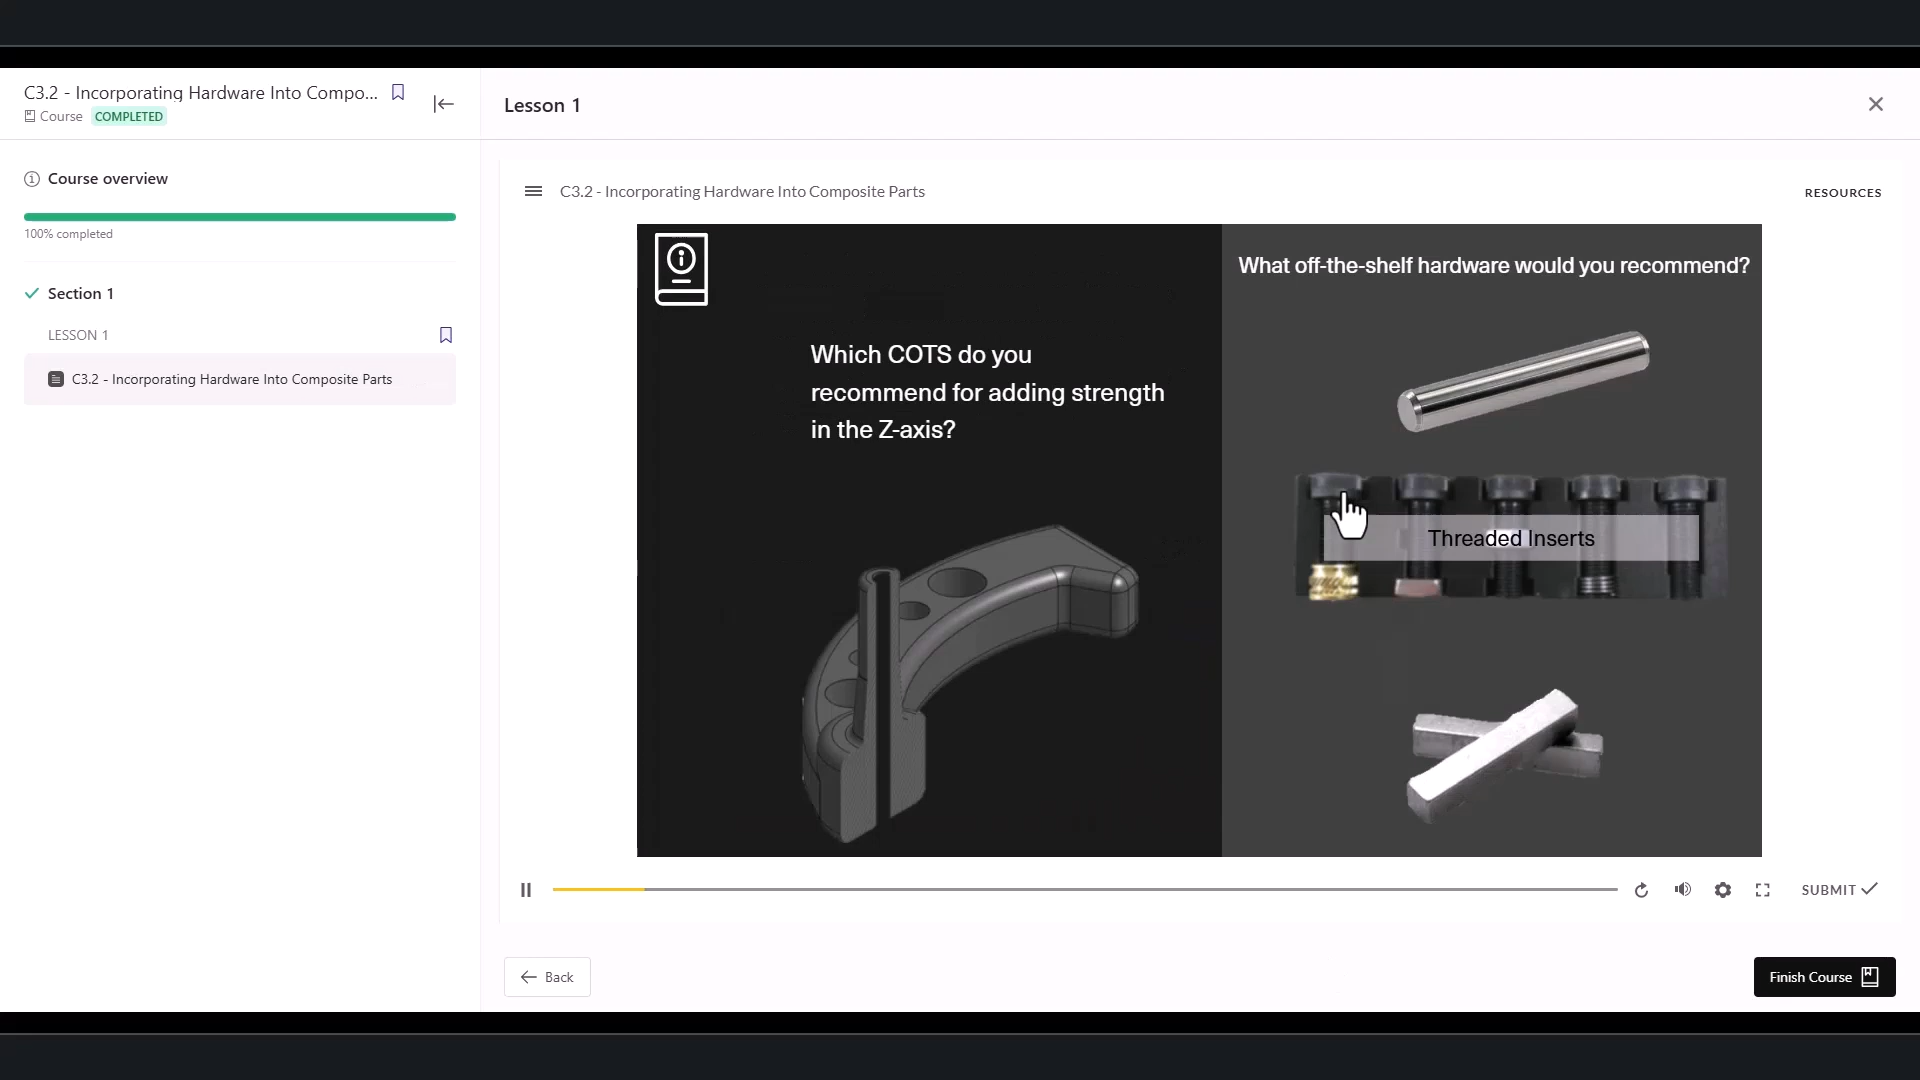 C3.2 - Incorporating Hardware Into Compo...
Course COMPLETED
Course overview
100% completed
Section 1
LESSON 1
C3.2 - Incorporating Hardware Into Composite Parts
Lesson 1
C3.2 - Incorporating Hardware Into Composite Parts
RESOURCES
Which COTS do you
recommend for adding strength
in the Z-axis?
What off-the-shelf hardware would you recommend?
Threaded Inserts
SUBMIT
Back
Finish Course